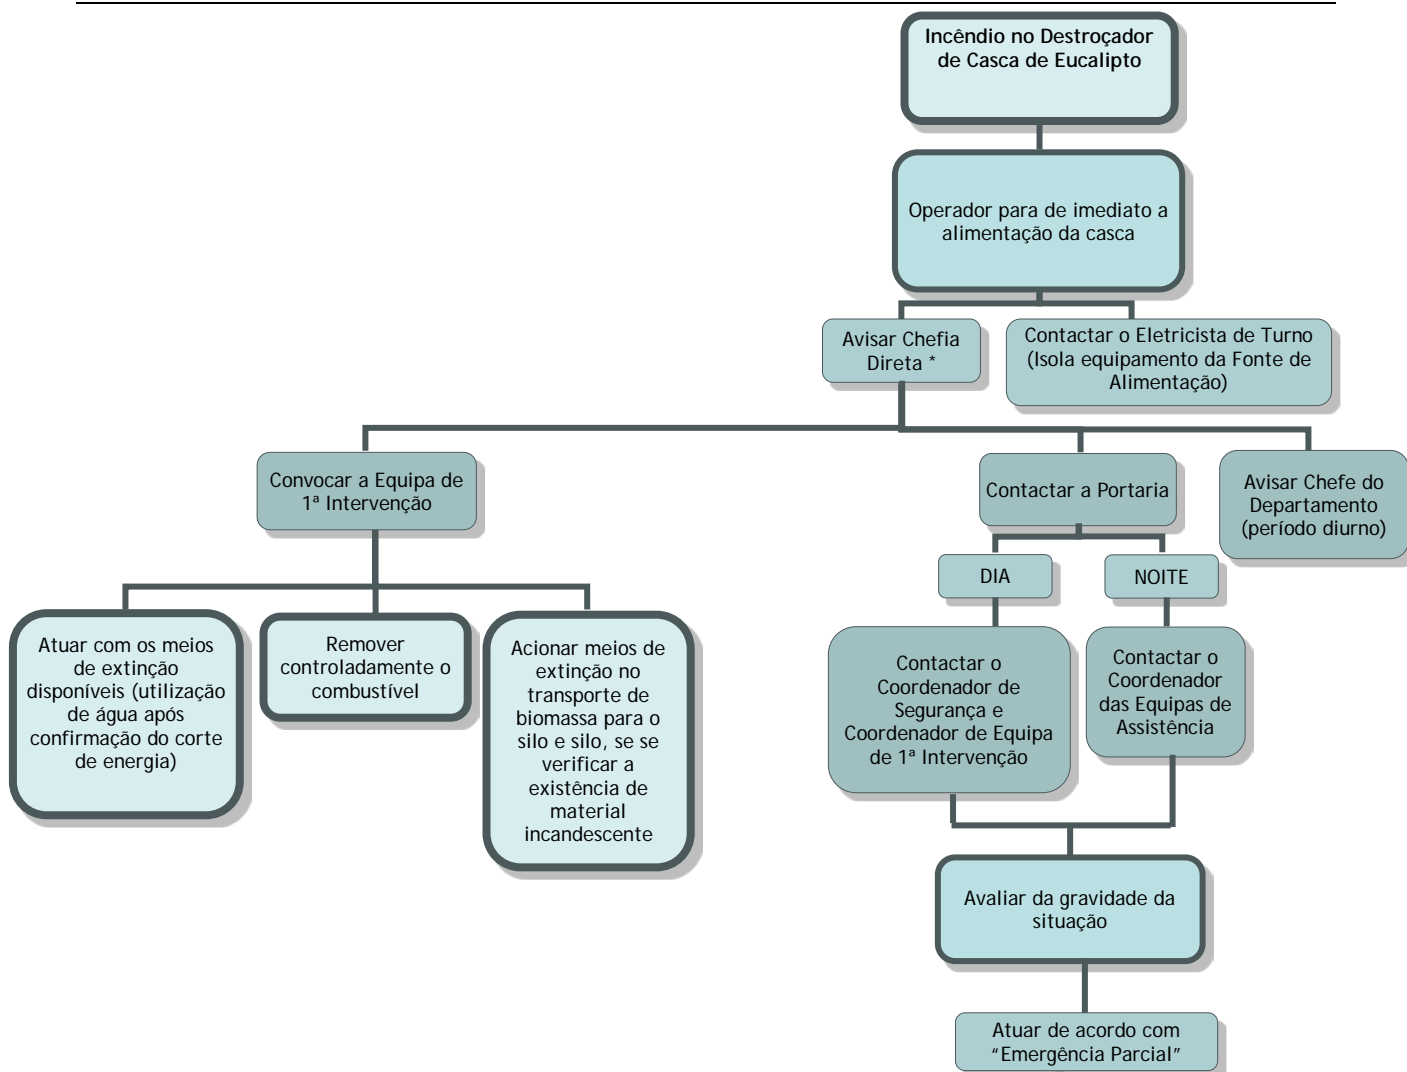 Incêndio no Destroçador
de Casca de Eucalipto
Operador para de imediato a
alimentação da casca
Avisar Chefia
Direta *
Contactar o Eletricista de Turno
(Isola equipamento da Fonte de
Alimentação)
Convocar a Equipa de
1ª Intervenção
Contactar a Portaria
Avisar Chefe do
Departamento
(período diurno)
DIA
NOITE
Atuar com os meios
de extinção
disponíveis (utilização
de água após
confirmação do corte
de energia)
Remover
controladamente o
combustível
Acionar meios de
extinção no
transporte de
biomassa para o
silo e silo, se se
verificar a
existência de
material
incandescente
Contactar o
Coordenador de
Segurança e
Coordenador de Equipa
de 1ª Intervenção
Contactar o
Coordenador
das Equipas de
Assistência
Avaliar da gravidade da
situação
Atuar de acordo com
“Emergência Parcial”